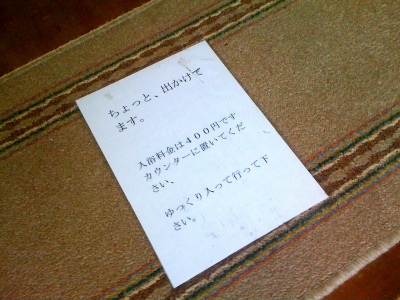 ちょっと、出かけて
ます。
入浴料金は４００円です
カウンターに置いてくだ
さい、
ゆっくり入って行って下
さい。